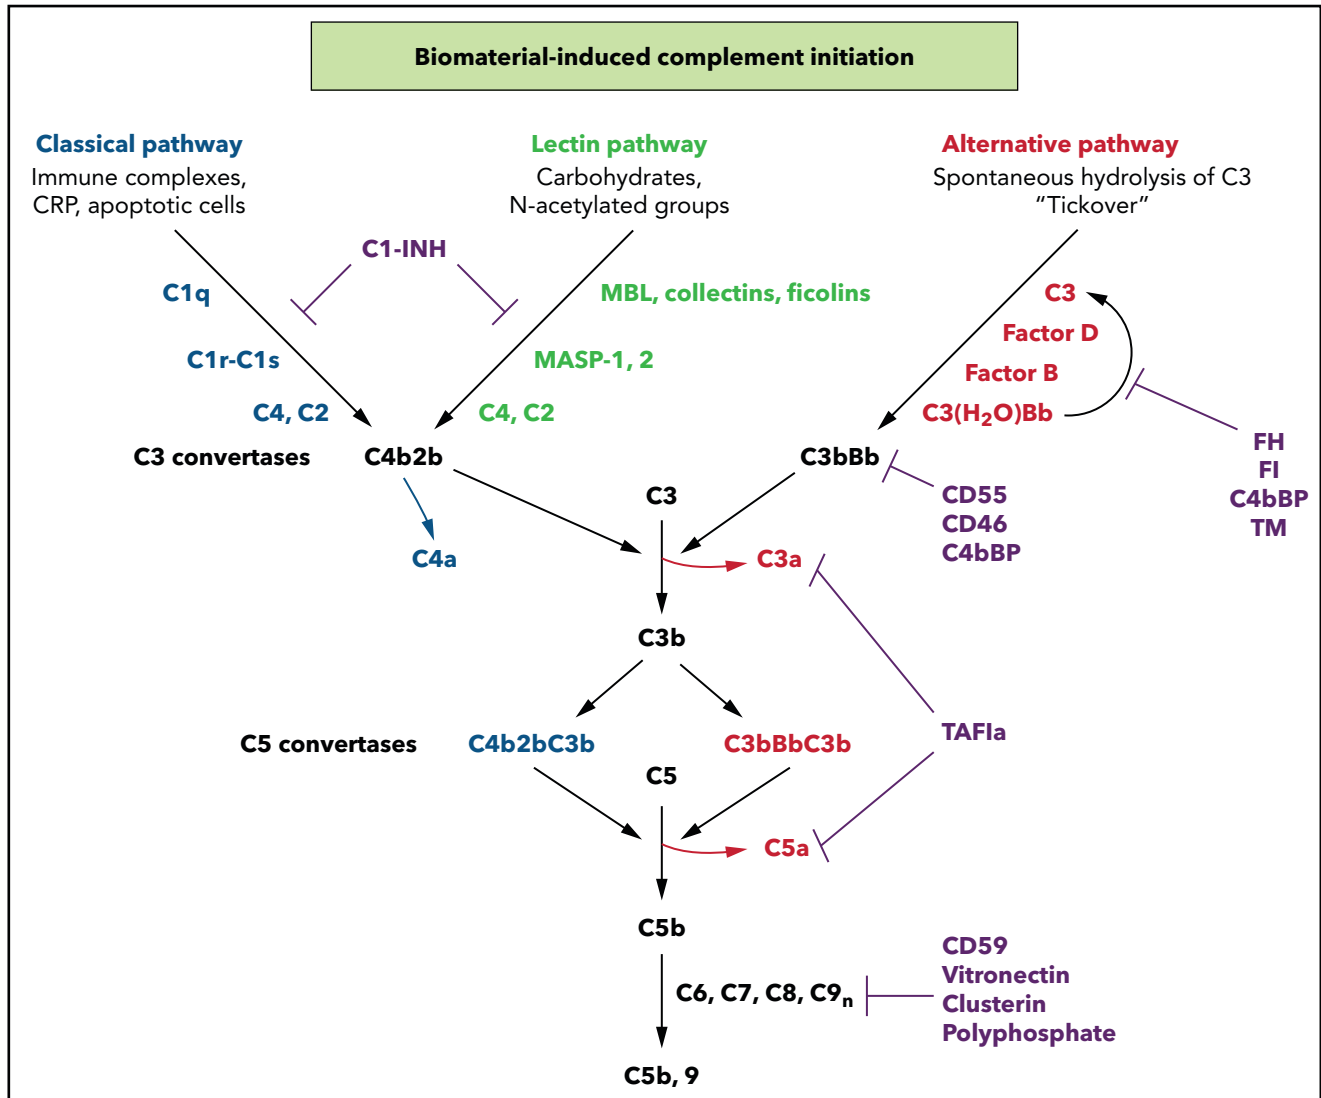 Biomaterial-induced complement initiation
Classical pathway
Immune complexes,
CRP, apoptotic cells
Lectin pathway
Carbohydrates,
N-acetylated groups
Alternative pathway
Spontaneous hydrolysis of C3
“Tickover”
C1-INH
C1q
MBL, collectins, ficolins
C3
Factor D
C1r-C1s
MASP-1, 2
Factor B
C4, C2
C4, C2
C3(H₂O)Bb
C3 convertases
C4b2b
C3bBb
FH
FI
C4bBP
TM
CD55
CD46
C4bBP
C3
C4a
C3a
C3b
TAFIa
C5 convertases
C4b2bC3b
C3bBbC3b
C5
C5a
C5b
CD59
Vitronectin
Clusterin
Polyphosphate
C6, C7, C8, C9ₙ
C5b, 9